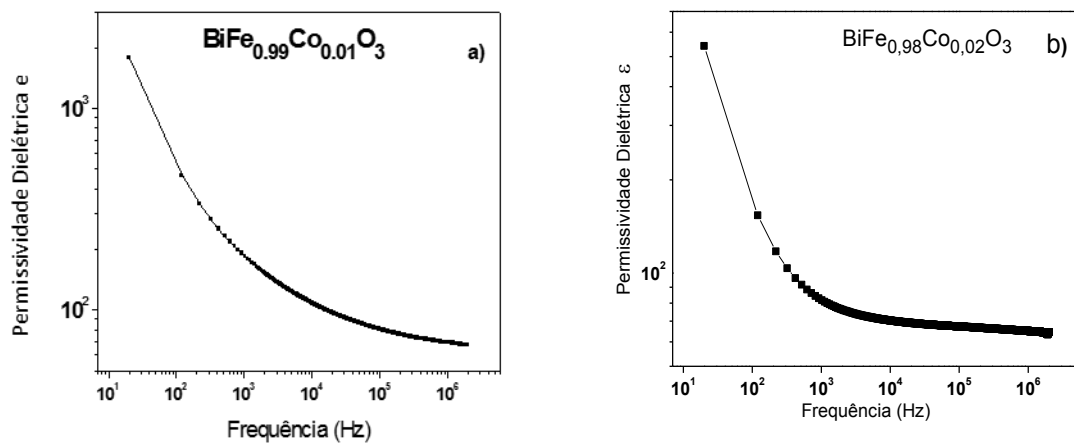 BiFe0.99Co0.01O3
a)
Permissividade Dielétrica e
10³
10²
10¹ 10² 10³ 10⁴ 10⁵ 10⁶
Frequência (Hz)
BiFe0,98Co0,02O3
b)
Permissividade Dielétrica ε
10²
10¹ 10² 10³ 10⁴ 10⁵ 10⁶
Frequência (Hz)